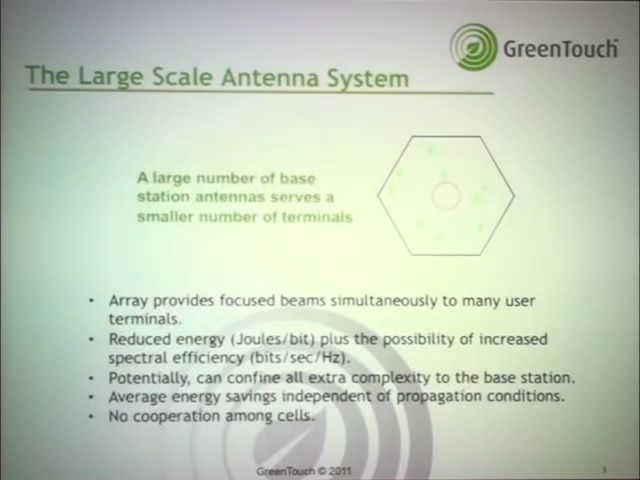 GreenTouch™
The Large Scale Antenna System
A large number of base
station antennas serves a
smaller number of terminals
• Array provides focused beams simultaneously to many user
terminals.
• Reduced energy (Joules/bit) plus the possibility of increased
spectral efficiency (bits/sec/Hz).
• Potentially, can confine all extra complexity to the base station.
• Average energy savings independent of propagation conditions.
• No cooperation among cells.
GreenTouch © 2011